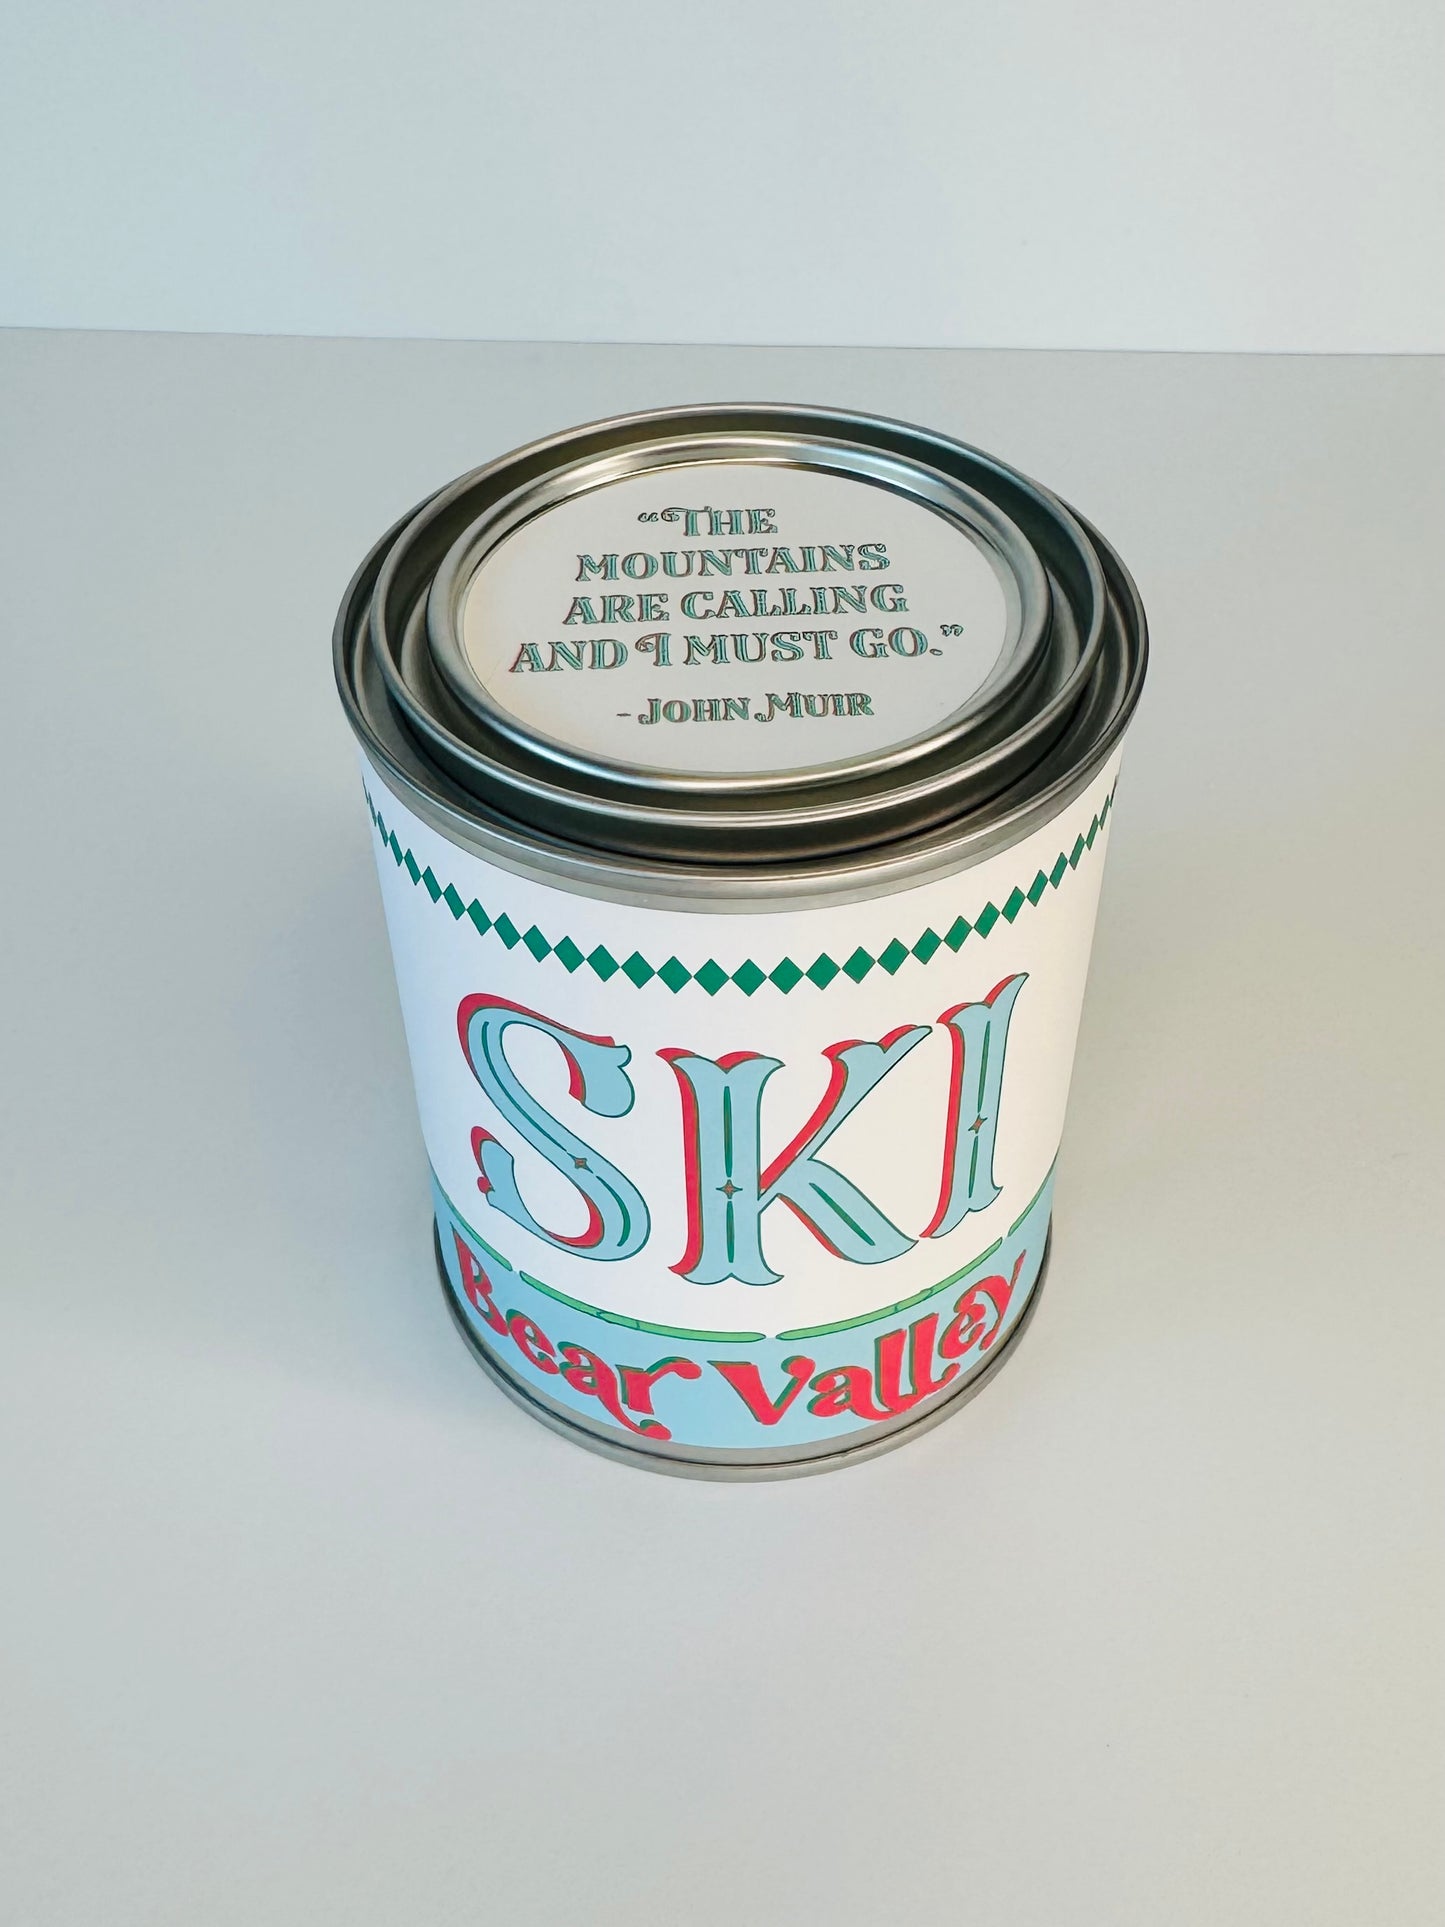 “THE
MOUNTAINS
ARE CALLING
AND I MUST GO.”
- JOHN MUIR
SKI
Bear Valley